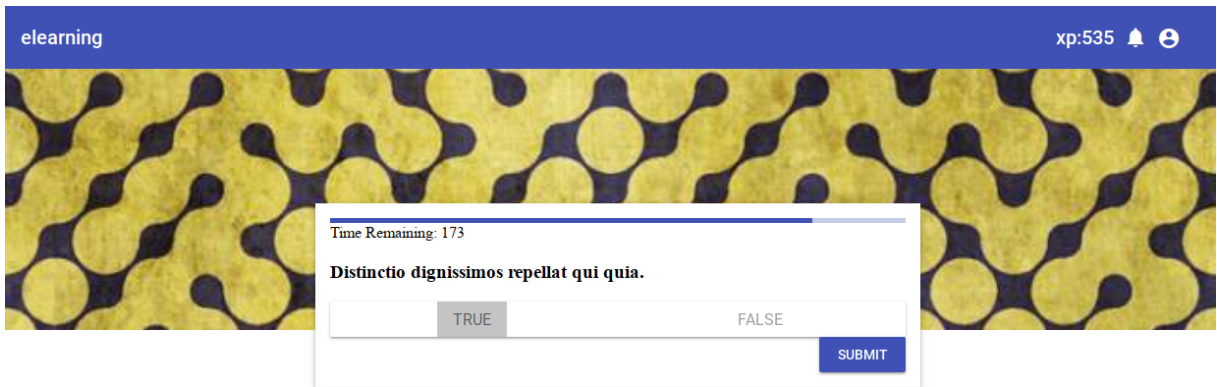 elearning xp:535
Time Remaining: 173
Distinctio dignissimos repellat qui quia.
TRUE FALSE
SUBMIT